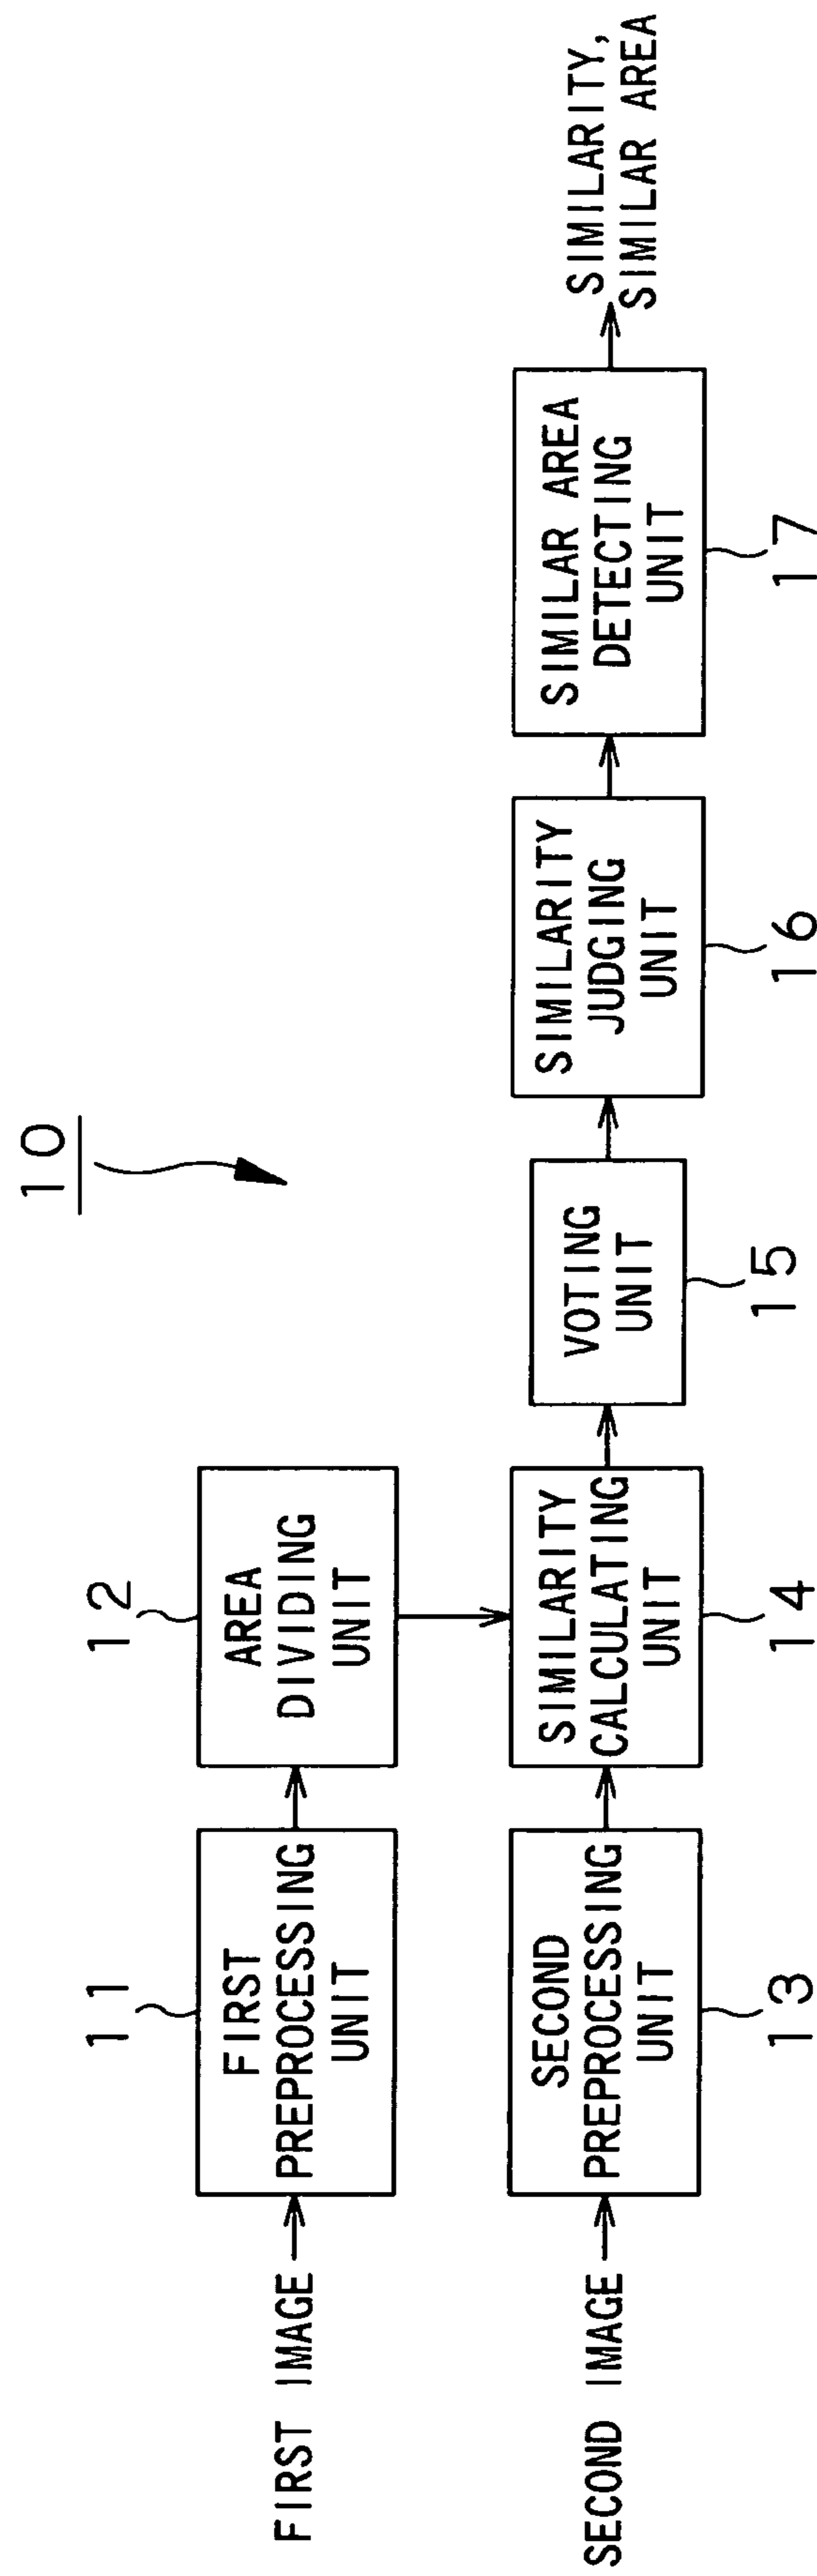 10
11
12
FIRST IMAGE
FIRST
PREPROCESSING
UNIT
AREA
DIVIDING
UNIT
SECOND IMAGE
SECOND
PREPROCESSING
UNIT
SIMILARITY
CALCULATING
UNIT
VOTING
UNIT
SIMILARITY
JUDGING
UNIT
SIMILAR AREA
DETECTING
UNIT
SIMILARITY,
SIMILAR AREA
13
14
15
16
17